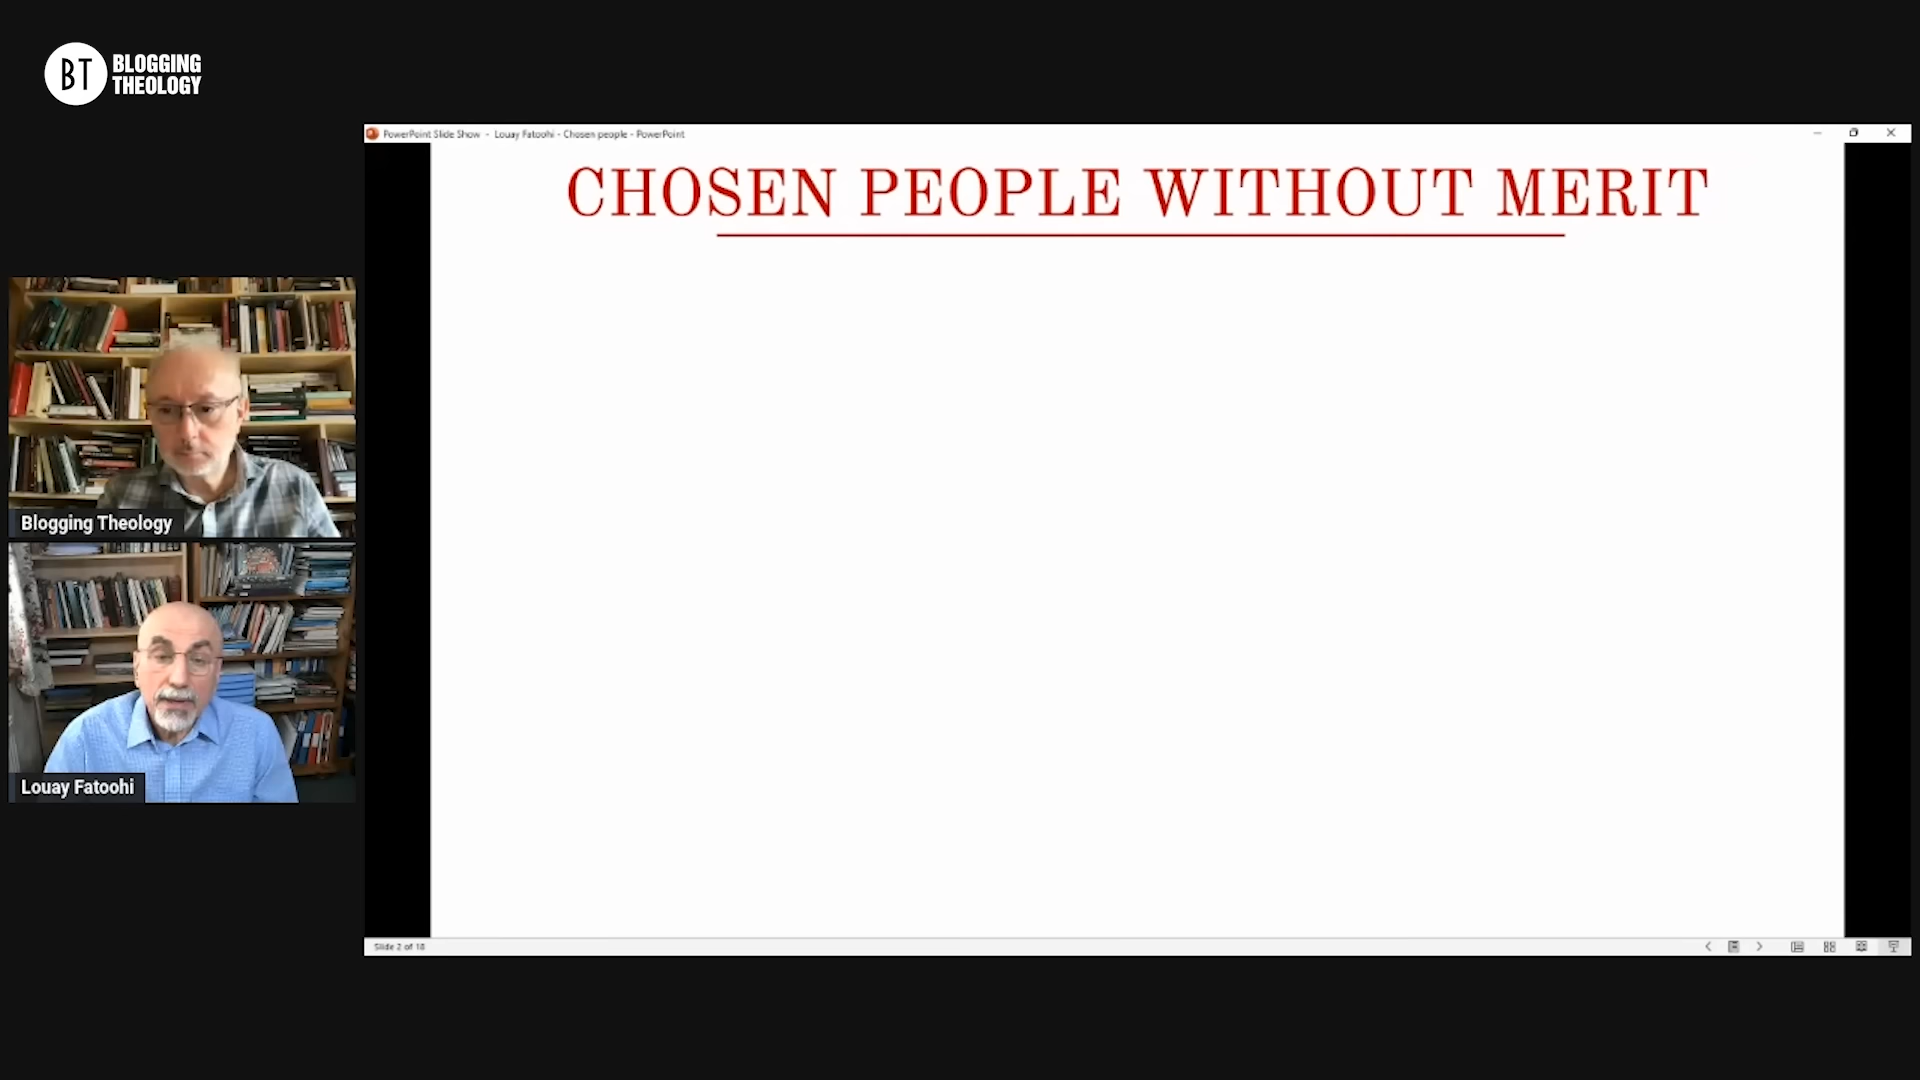 BT
BLOGGING
THEOLOGY
PowerPoint Slide Show - Louay Fatoohi - Chosen people - PowerPoint
CHOSEN PEOPLE WITHOUT MERIT
Blogging Theology
Louay Fatoohi
Slide 2 of 18